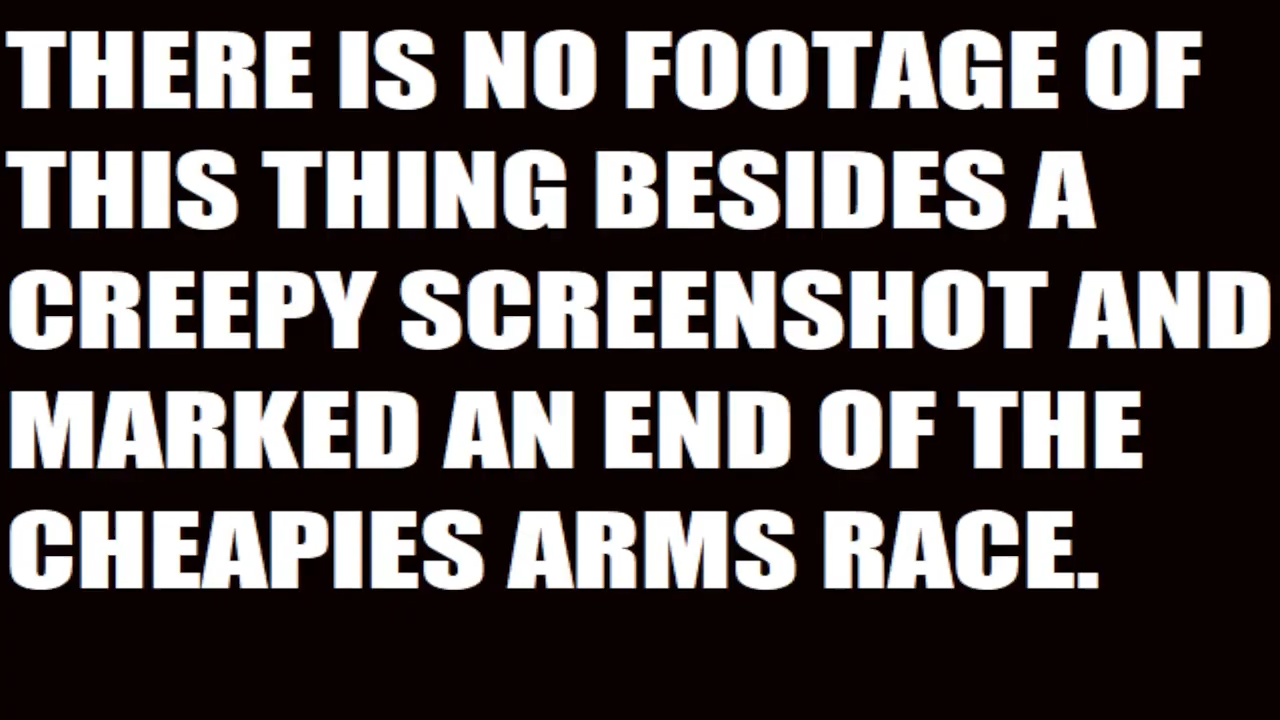 THERE IS NO FOOTAGE OF
THIS THING BESIDES A
CREEPY SCREENSHOT AND
MARKED AN END OF THE
CHEAPIES ARMS RACE.